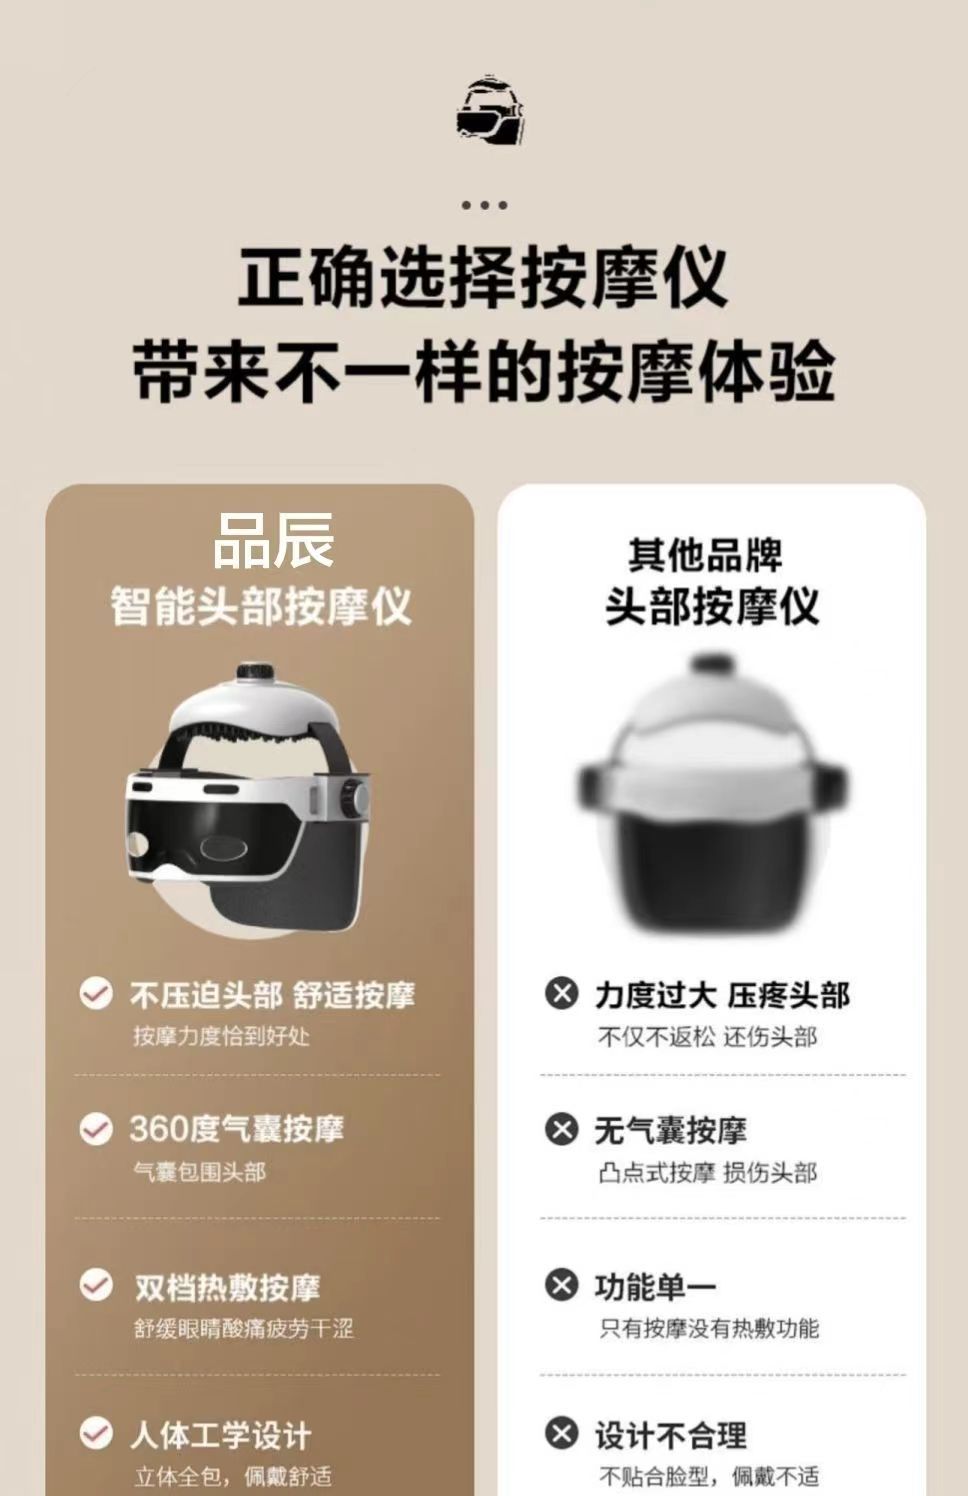 正确选择按摩仪
带来不一样的按摩体验
品辰
智能头部按摩仪
不压迫头部 舒适按摩
按摩力度恰到好处
360度气囊按摩
气囊包围头部
双档热敷按摩
舒缓眼睛酸痛疲劳干涩
人体工学设计
立体全包，佩戴舒适
其他品牌
头部按摩仪
力度过大 压疼头部
不仅不返松 还伤头部
无气囊按摩
凸点式按摩 损伤头部
功能单一
只有按摩没有热敷功能
设计不合理
不贴合脸型，佩戴不适